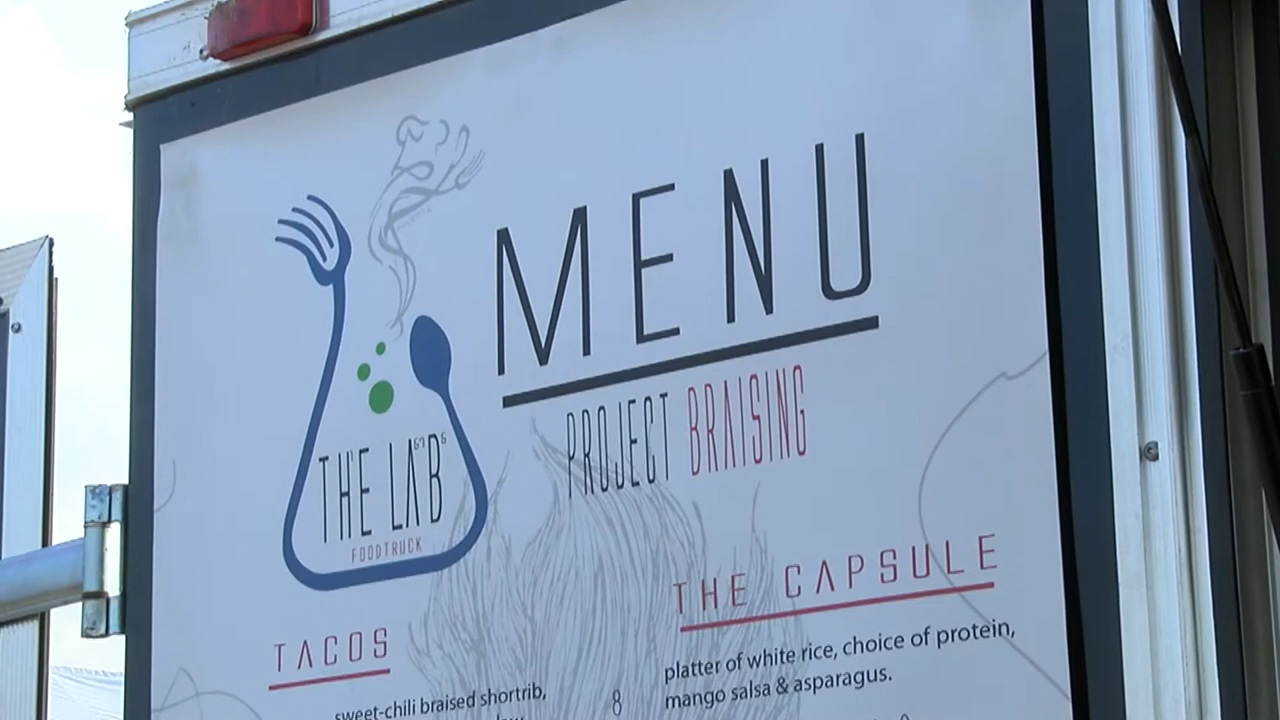 MENU
PROJECT BRAISING
THE LAB
FOODTRUCK
TACOS
sweet-chili braised shortrib,
8
THE CAPSULE
platter of white rice, choice of protein,
mango salsa & asparagus.